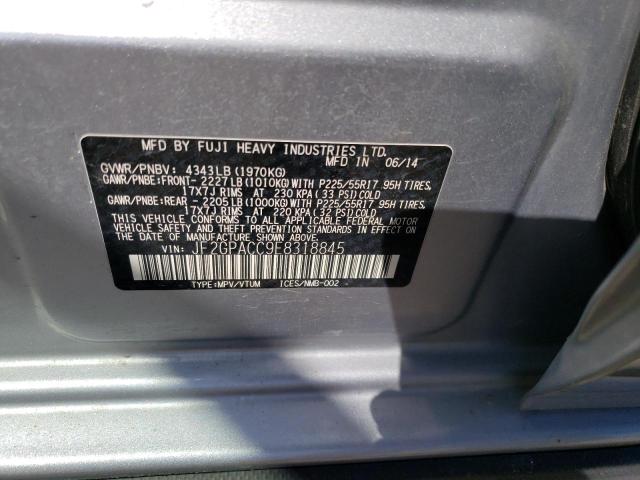 MFD BY FUJI HEAVY INDUSTRIES LTD.
MFD IN 06/14
GVWR/PNBV: 4343LB (1970KG)
GAWR/PNBE:FRONT-2227LB(1010KG)WITH P225/55R17 95H TIRES,
17X7J RIMS AT 230 KPA(33 PSI)COLD
GAWR/PNBE:REAR -2205LB(1000KG)WITH P225/55R17 95H TIRES,
17X7J RIMS AT 220 KPA(32 PSI)COLD
THIS VEHICLE CONFORMS TO ALL APPLICABLE FEDERAL MOTOR
VEHICLE SAFETY AND THEFT PREVENTION STANDARDS IN EFFECT
ON THE DATE OF MANUFACTURE SHOWN ABOVE.
VIN: JF2GPACC9E8318845
TYPE:MPV/VTUM ICES/NMB-002